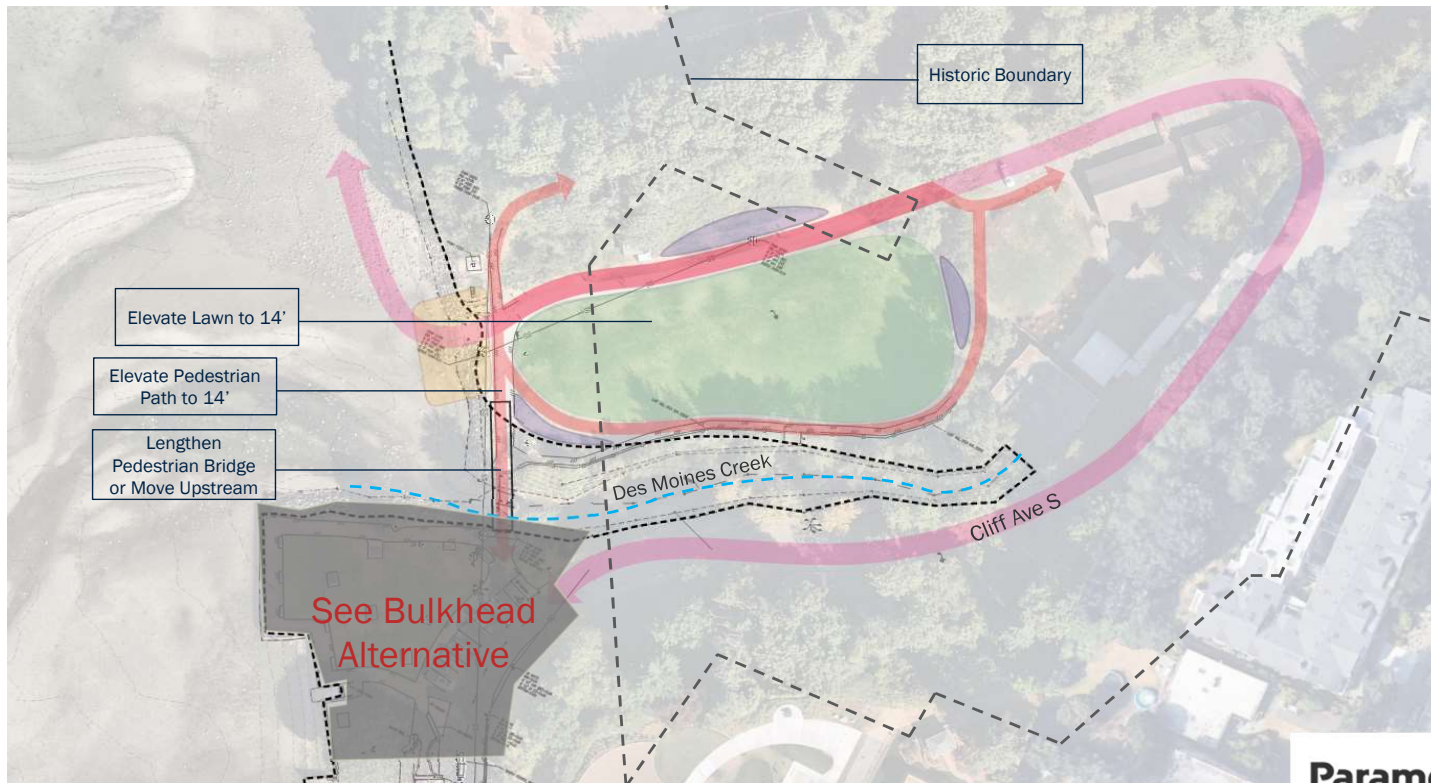 Historic Boundary
Elevate Lawn to 14’
Elevate Pedestrian
Path to 14’
Lengthen
Pedestrian Bridge
or Move Upstream
Des Moines Creek
Cliff Ave S
See Bulkhead
Alternative